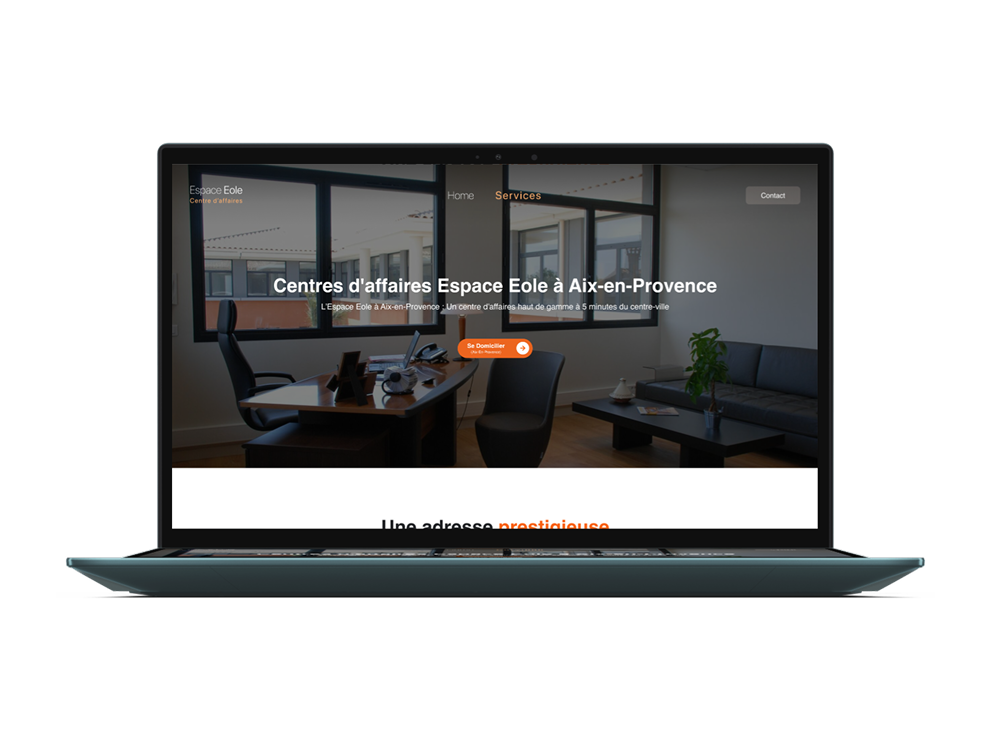 Espace Eole
Centre d'affaires
Home
Services
Contact
Centres d'affaires Espace Eole à Aix-en-Provence
L'Espace Eole à Aix-en-Provence : Un centre d'affaires haut de gamme à 5 minutes du centre-ville
Se Domicilier
Une adresse prestigieuse